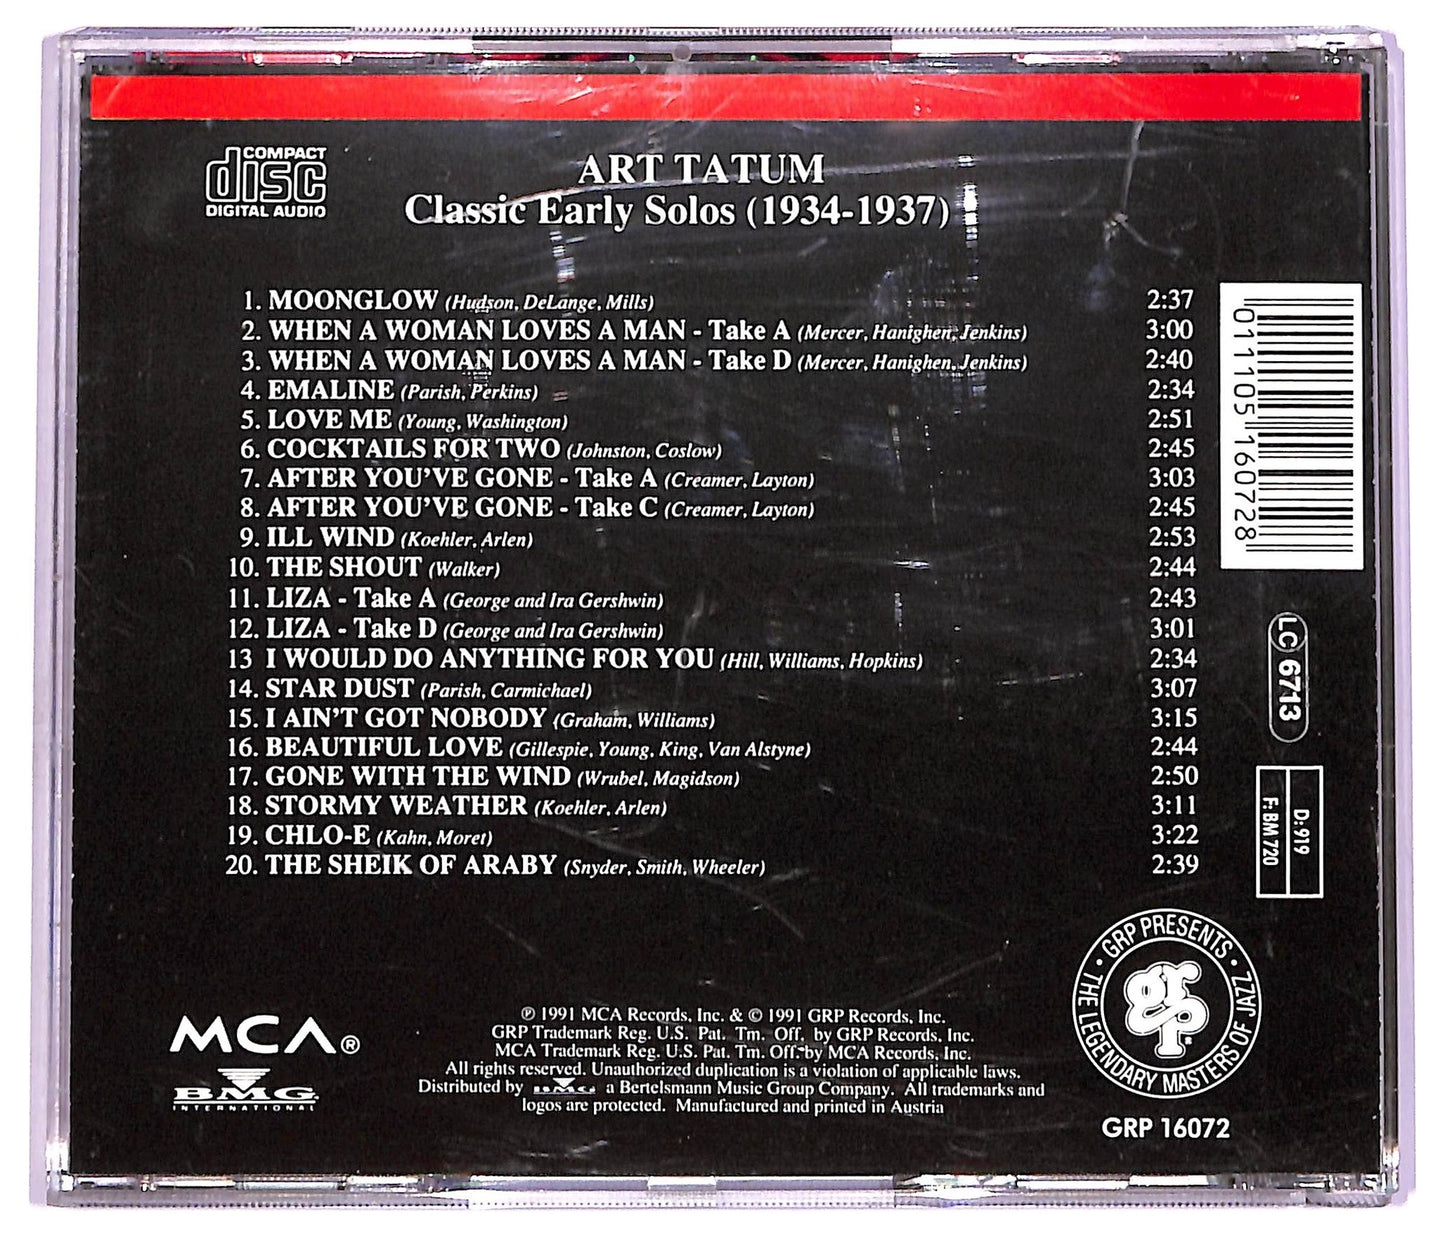 COMPACT
disc
DIGITAL AUDIO
ART TATUM
Classic Early Solos (1934-1937)
1. MOONGLOW (Hudson, DeLange, Mills) 2:37
2. WHEN A WOMAN LOVES A MAN - Take A (Mercer, Hanighen, Jenkins) 3:00
3. WHEN A WOMAN LOVES A MAN - Take D (Mercer, Hanighen, Jenkins) 2:40
4. EMALINE (Parish, Perkins) 2:34
5. LOVE ME (Young, Washington) 2:51
6. COCKTAILS FOR TWO (Johnston, Coslow) 2:45
7. AFTER YOU'VE GONE - Take A (Creamer, Layton) 3:03
8. AFTER YOU'VE GONE - Take C (Creamer, Layton) 2:45
9. ILL WIND (Koehler, Arlen) 2:53
10. THE SHOUT (Walker) 2:44
11. LIZA - Take A (George and Ira Gershwin) 2:43
12. LIZA - Take D (George and Ira Gershwin) 3:01
13 I WOULD DO ANYTHING FOR YOU (Hill, Williams, Hopkins) 2:34
14. STAR DUST (Parish, Carmichael) 3:07
15. I AIN'T GOT NOBODY (Graham, Williams) 3:15
16. BEAUTIFUL LOVE (Gillespie, Young, King, Van Alstyne) 2:44
17. GONE WITH THE WIND (Wrubel, Magidson) 2:50
18. STORMY WEATHER (Koehler, Arlen) 3:11
19. CHLO-E (Kahn, Moret) 3:22
20. THE SHEIK OF ARABY (Snyder, Smith, Wheeler) 2:39
011105160728
LC 6713
D: 919
F: BM 720
GRP PRESENTS
THE LEGENDARY MASTERS OF JAZZ
grp
GRP 16072
MCA®
BMG
INTERNATIONAL
℗ 1991 MCA Records, Inc. & © 1991 GRP Records, Inc.
GRP Trademark Reg. U.S. Pat. Tm. Off. by GRP Records, Inc.
MCA Trademark Reg. U.S. Pat. Tm. Off. by MCA Records, Inc.
All rights reserved. Unauthorized duplication is a violation of applicable laws.
Distributed by BMG a Bertelsmann Music Group Company. All trademarks and
logos are protected. Manufactured and printed in Austria